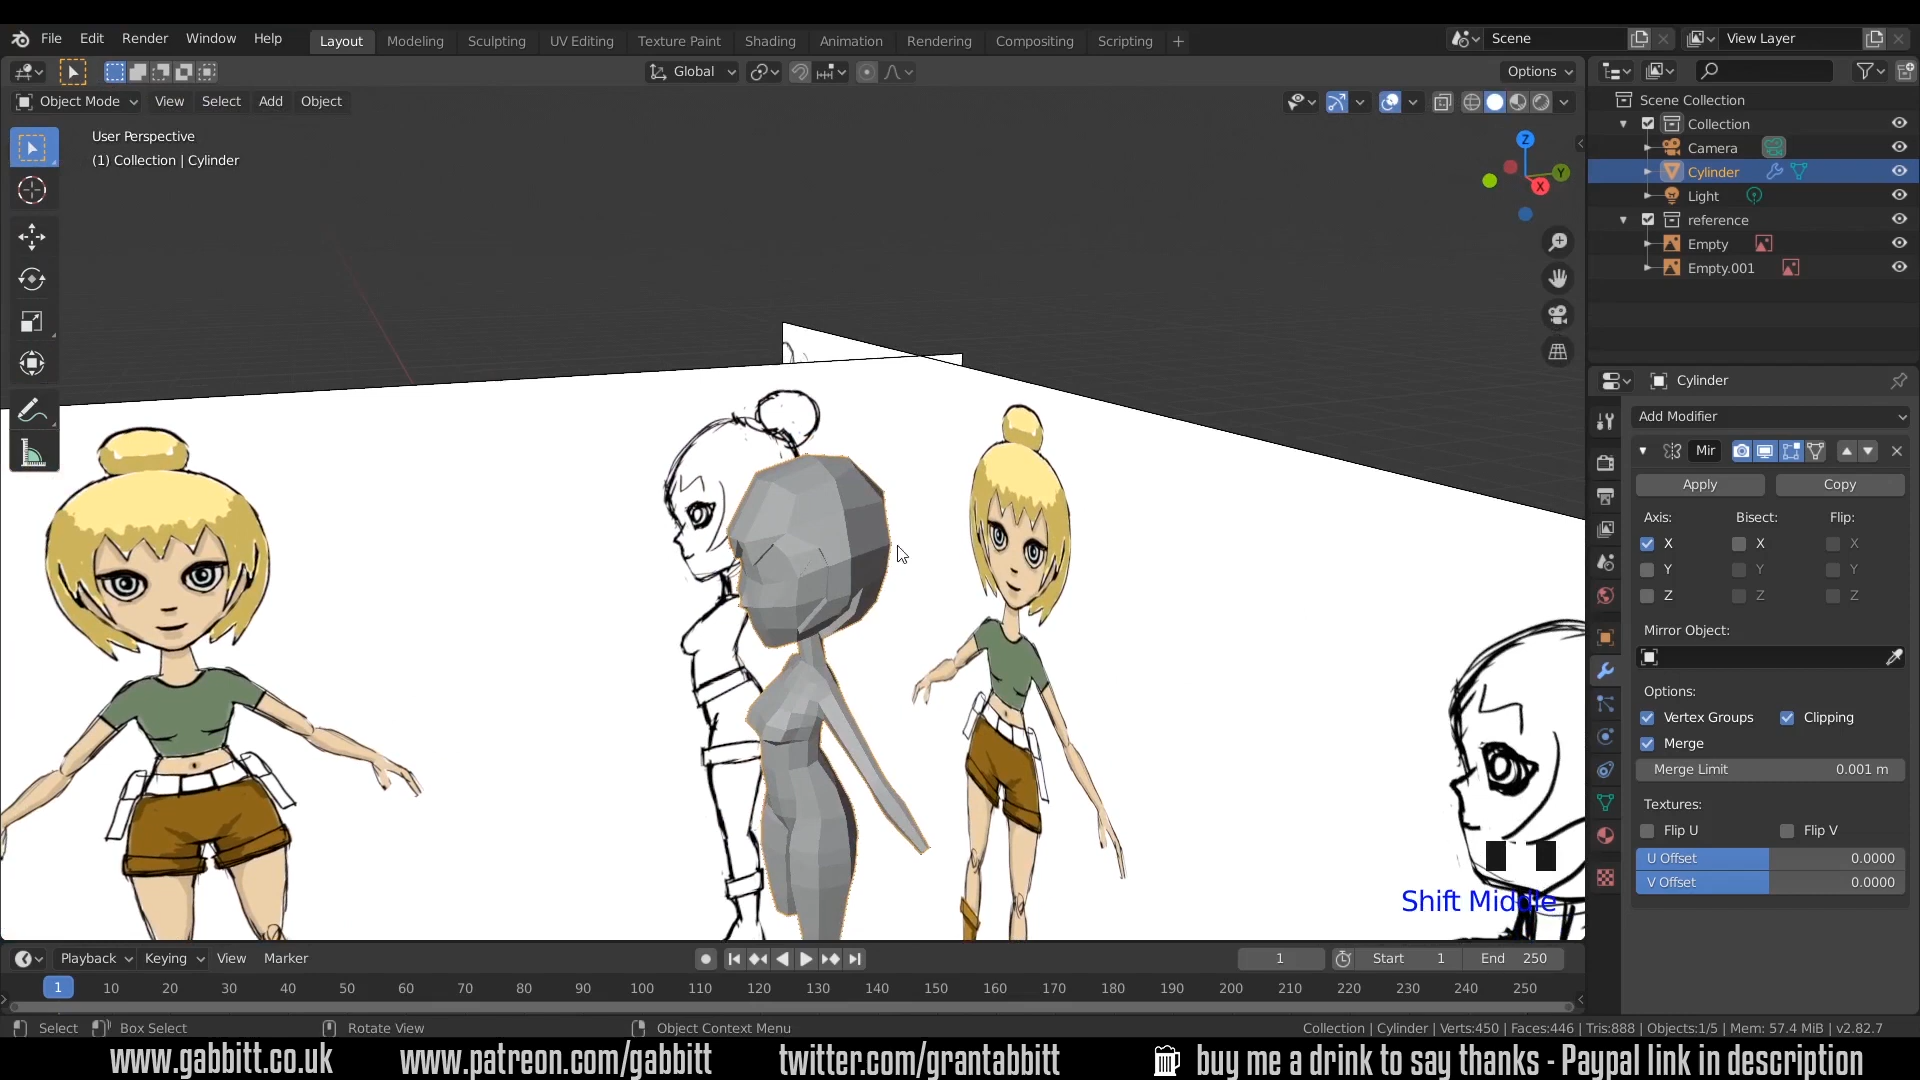 File Edit Render Window Help Layout Modeling Sculpting UV Editing Texture Paint Shading Animation Rendering Compositing Scripting + Scene View Layer
Global Options
Object Mode View Select Add Object
User Perspective
(1) Collection | Cylinder
Z
Y
X
Scene Collection
Collection
Camera
Cylinder
Light
reference
Empty
Empty.001
Cylinder
Add Modifier
Mir
Apply Copy
Axis: Bisect: Flip:
X X X
Y Y Y
Z Z Z
Mirror Object:
Options:
Vertex Groups Clipping
Merge
Merge Limit 0.001 m
Textures:
Flip U Flip V
U Offset 0.0000
V Offset 0.0000
Shift Middle
Playback Keying View Marker 1 Start 1 End 250
1 10 20 30 40 50 60 70 80 90 100 110 120 130 140 150 160 170 180 190 200 210 220 230 240 250
Select Box Select Rotate View Object Context Menu Collection | Cylinder | Verts:450 | Faces:446 | Tris:888 | Objects:1/5 | Mem: 57.4 MiB | v2.82.7
www.gabbitt.co.uk www.patreon.com/gabbitt twitter.com/grantabbitt buy me a drink to say thanks - Paypal link in description